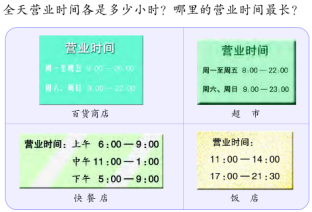 全天营业时间各是多少小时？哪里的营业时间最长？
营业时间
周一至周五 9:00—20:00
周六、周日 9:00—22:00
百货商店
营业时间
周一至周五 8:00—22:00
周六、周日 9:00—23:00
超 市
营业时间：上午 6:00—9:00
中午 11:00—1:00
下午 5:00—9:00
快餐店
营业时间：
11:00—14:00
17:00—21:30
饭 店